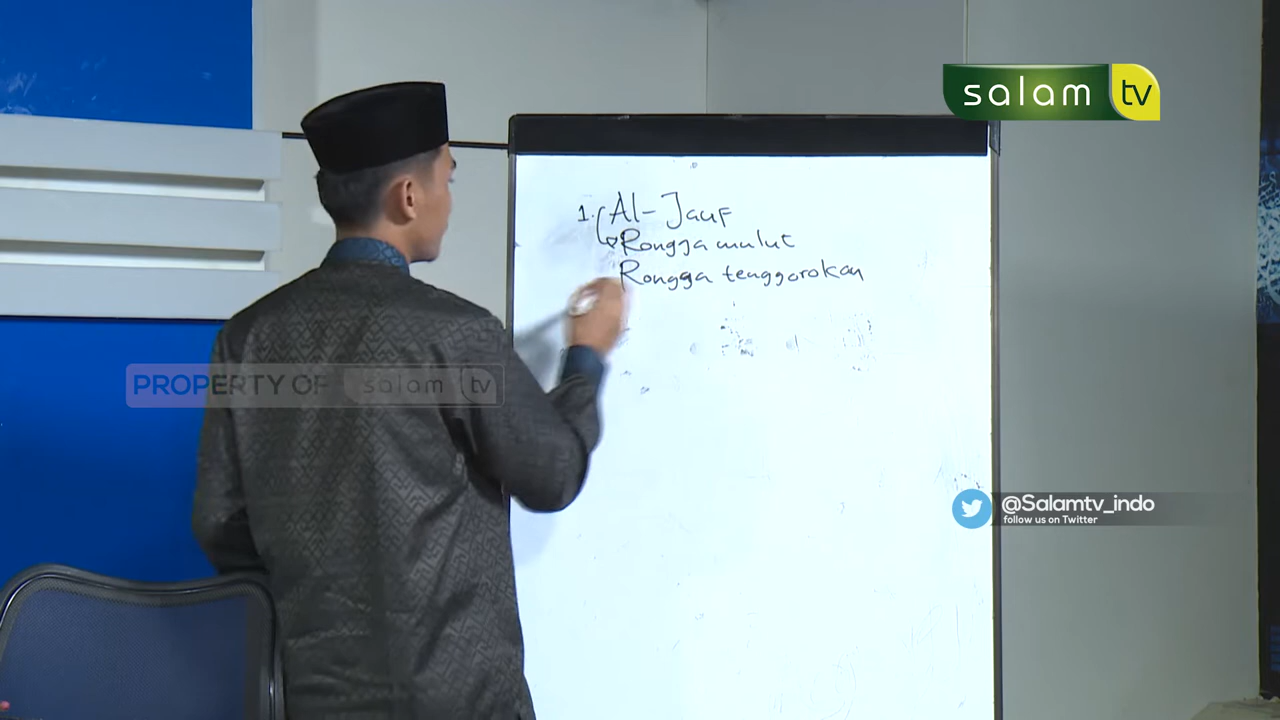 salam tv
1. Al-Jauf
Rongga mulut
Rongga tenggorokan
PROPERTY OF salam tv
@Salamtv_indo
follow us on Twitter